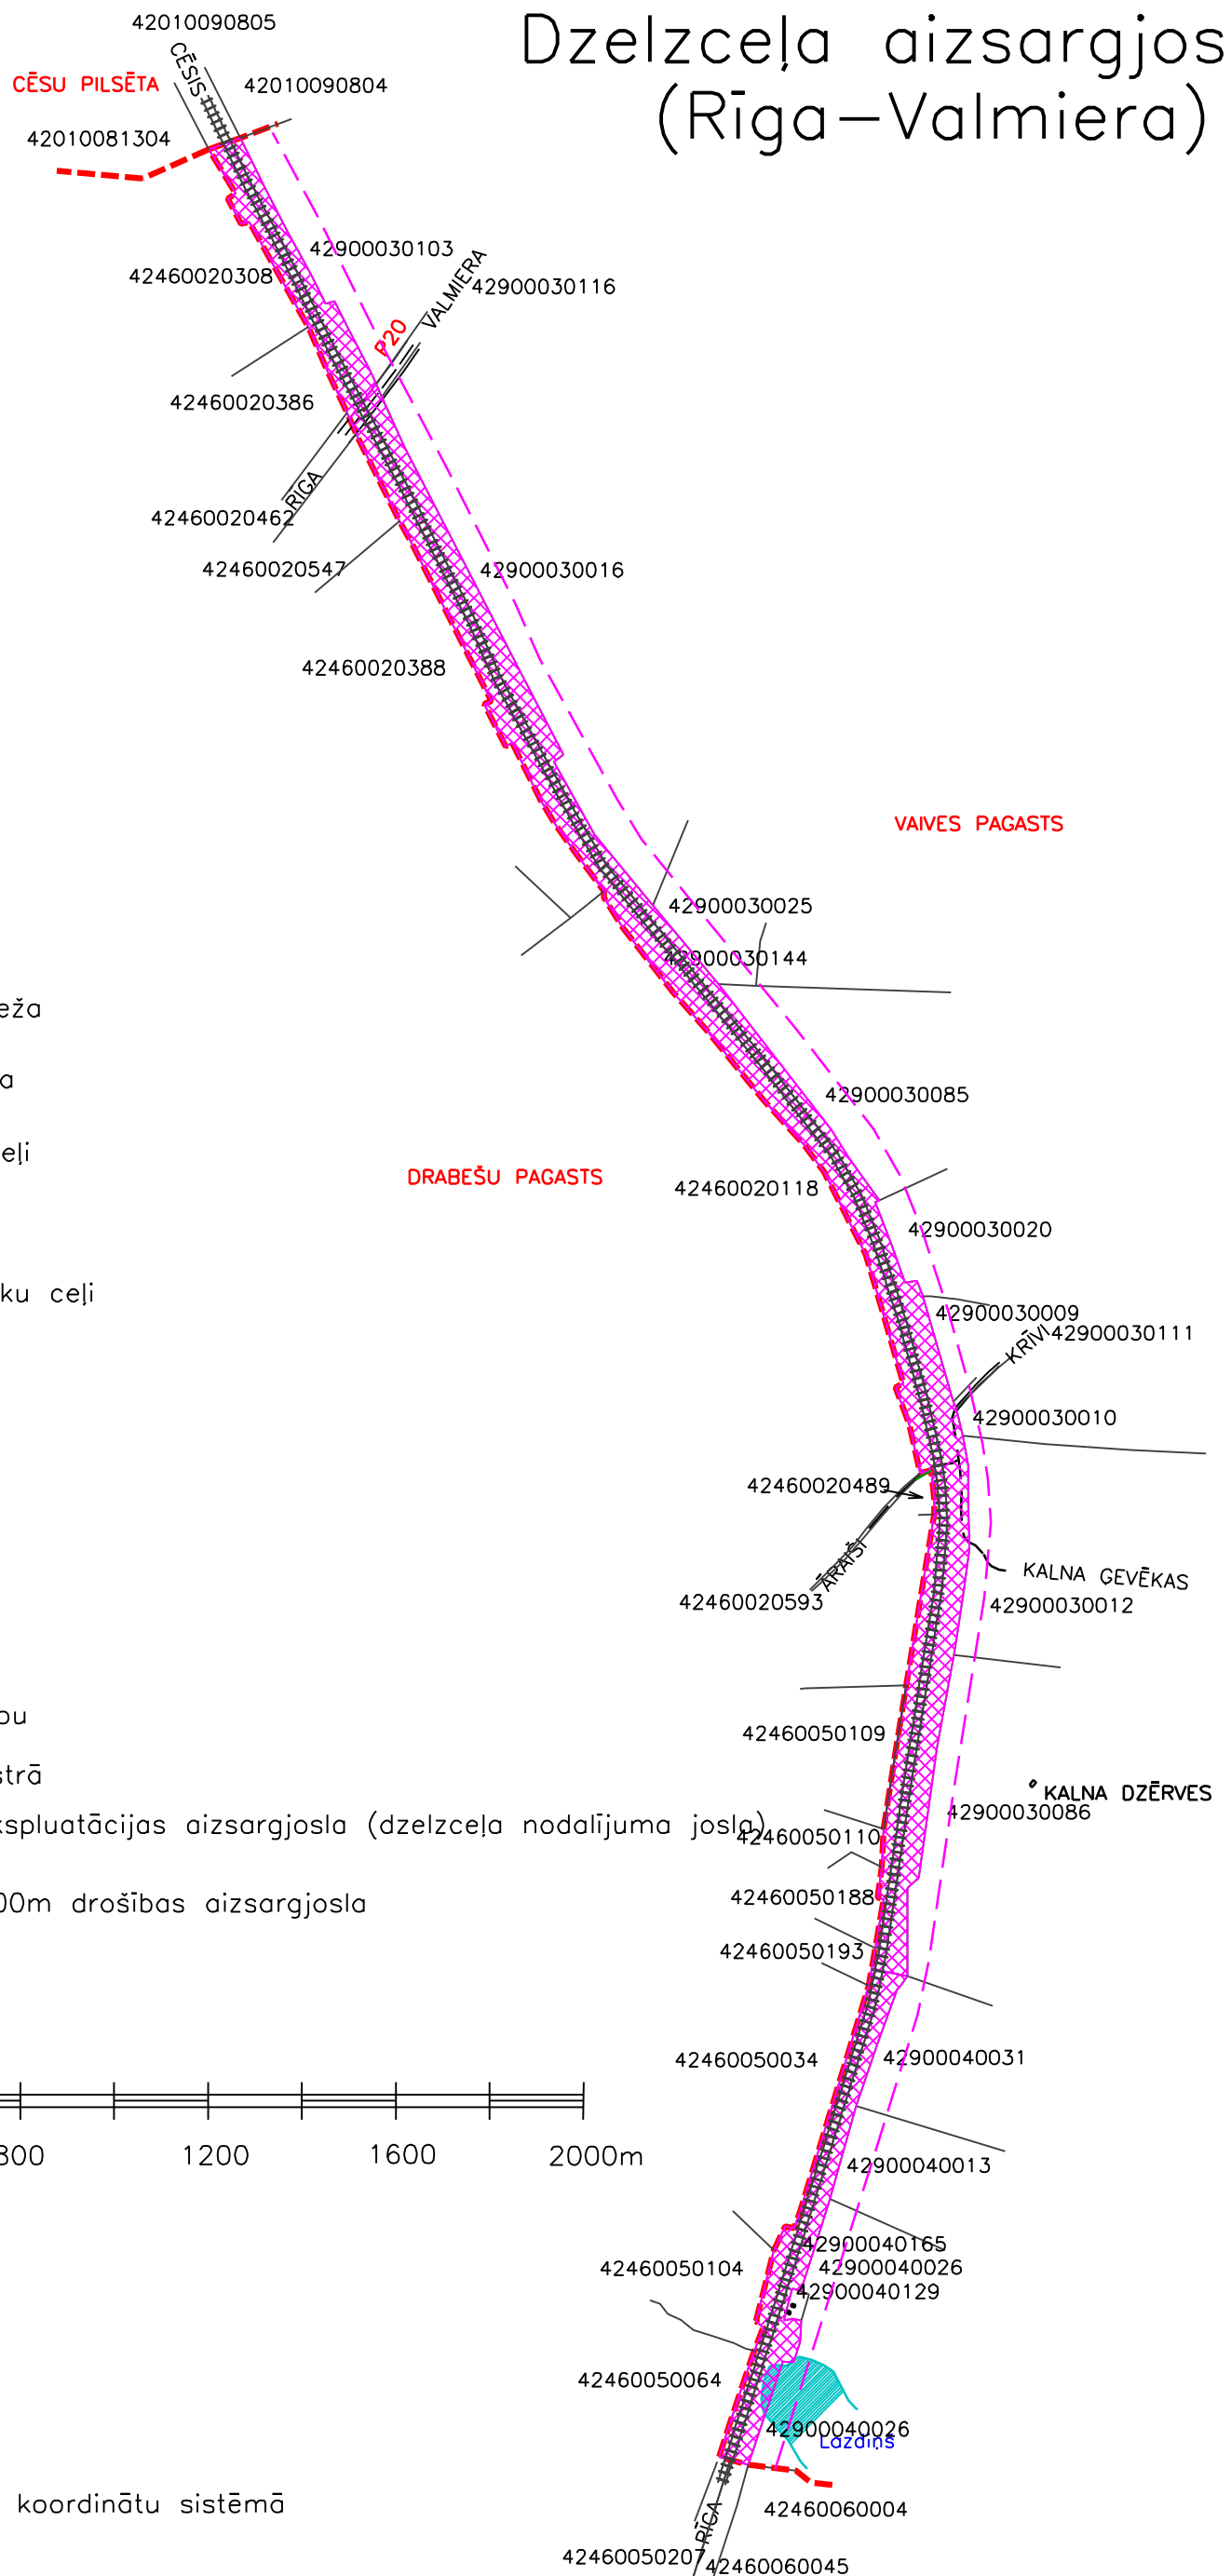 Dzelzceļa aizsargjos
(Rīga–Valmiera)
42010090805
CĒSIS
CĒSU PILSĒTA
42010090804
42010081304
42900030103
42460020308
VALMIERA
42900030116
P20
42460020386
RĪGA
42460020462
42460020547
42900030016
42460020388
VAIVES PAGASTS
42900030025
42900030144
eža
a
42900030085
eļi
DRABEŠU PAGASTS
42460020118
42900030020
ku ceļi
42900030009
KRĪVI
42900030111
42900030010
42460020489
ĀRAIŠI
KALNA ĢEVĒKAS
42460020593
42900030012
ou
42460050109
strā
KALNA DZĒRVES
42900030086
kspluatācijas aizsargjosla (dzelzceļa nodalījuma josla)
42460050110
42460050188
00m drošības aizsargjosla
42460050193
42460050034
42900040031
800 1200 1600 2000m
42900040013
42900040165
42460050104
42900040026
42900040129
42460050064
42900040026
Lazdiņš
koordinātu sistēmā
42460060004
RĪGA
42460050207
42460060045